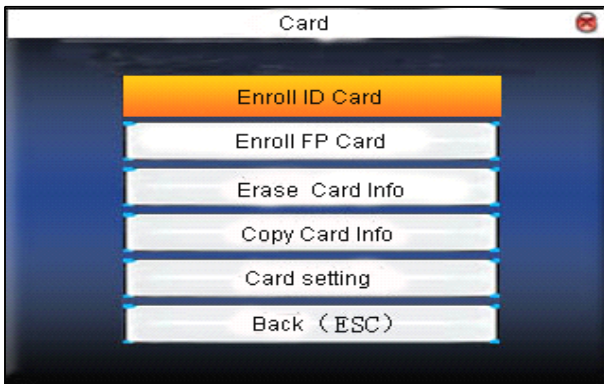 Card
Enroll ID Card
Enroll FP Card
Erase Card Info
Copy Card Info
Card setting
Back （ESC）